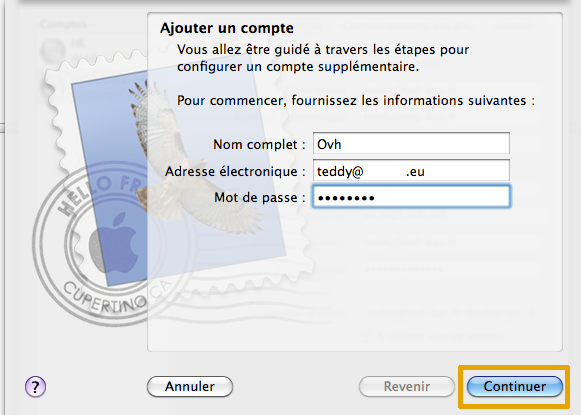 Comptes
Ajouter un compte
Vous allez être guidé à travers les étapes pour
configurer un compte supplémentaire.
Pour commencer, fournissez les informations suivantes :
Nom complet : Ovh
Adresse électronique : teddy@ .eu
Mot de passe : ••••••••
HELLO FR
CUPERTINO CA
? Annuler Revenir Continuer